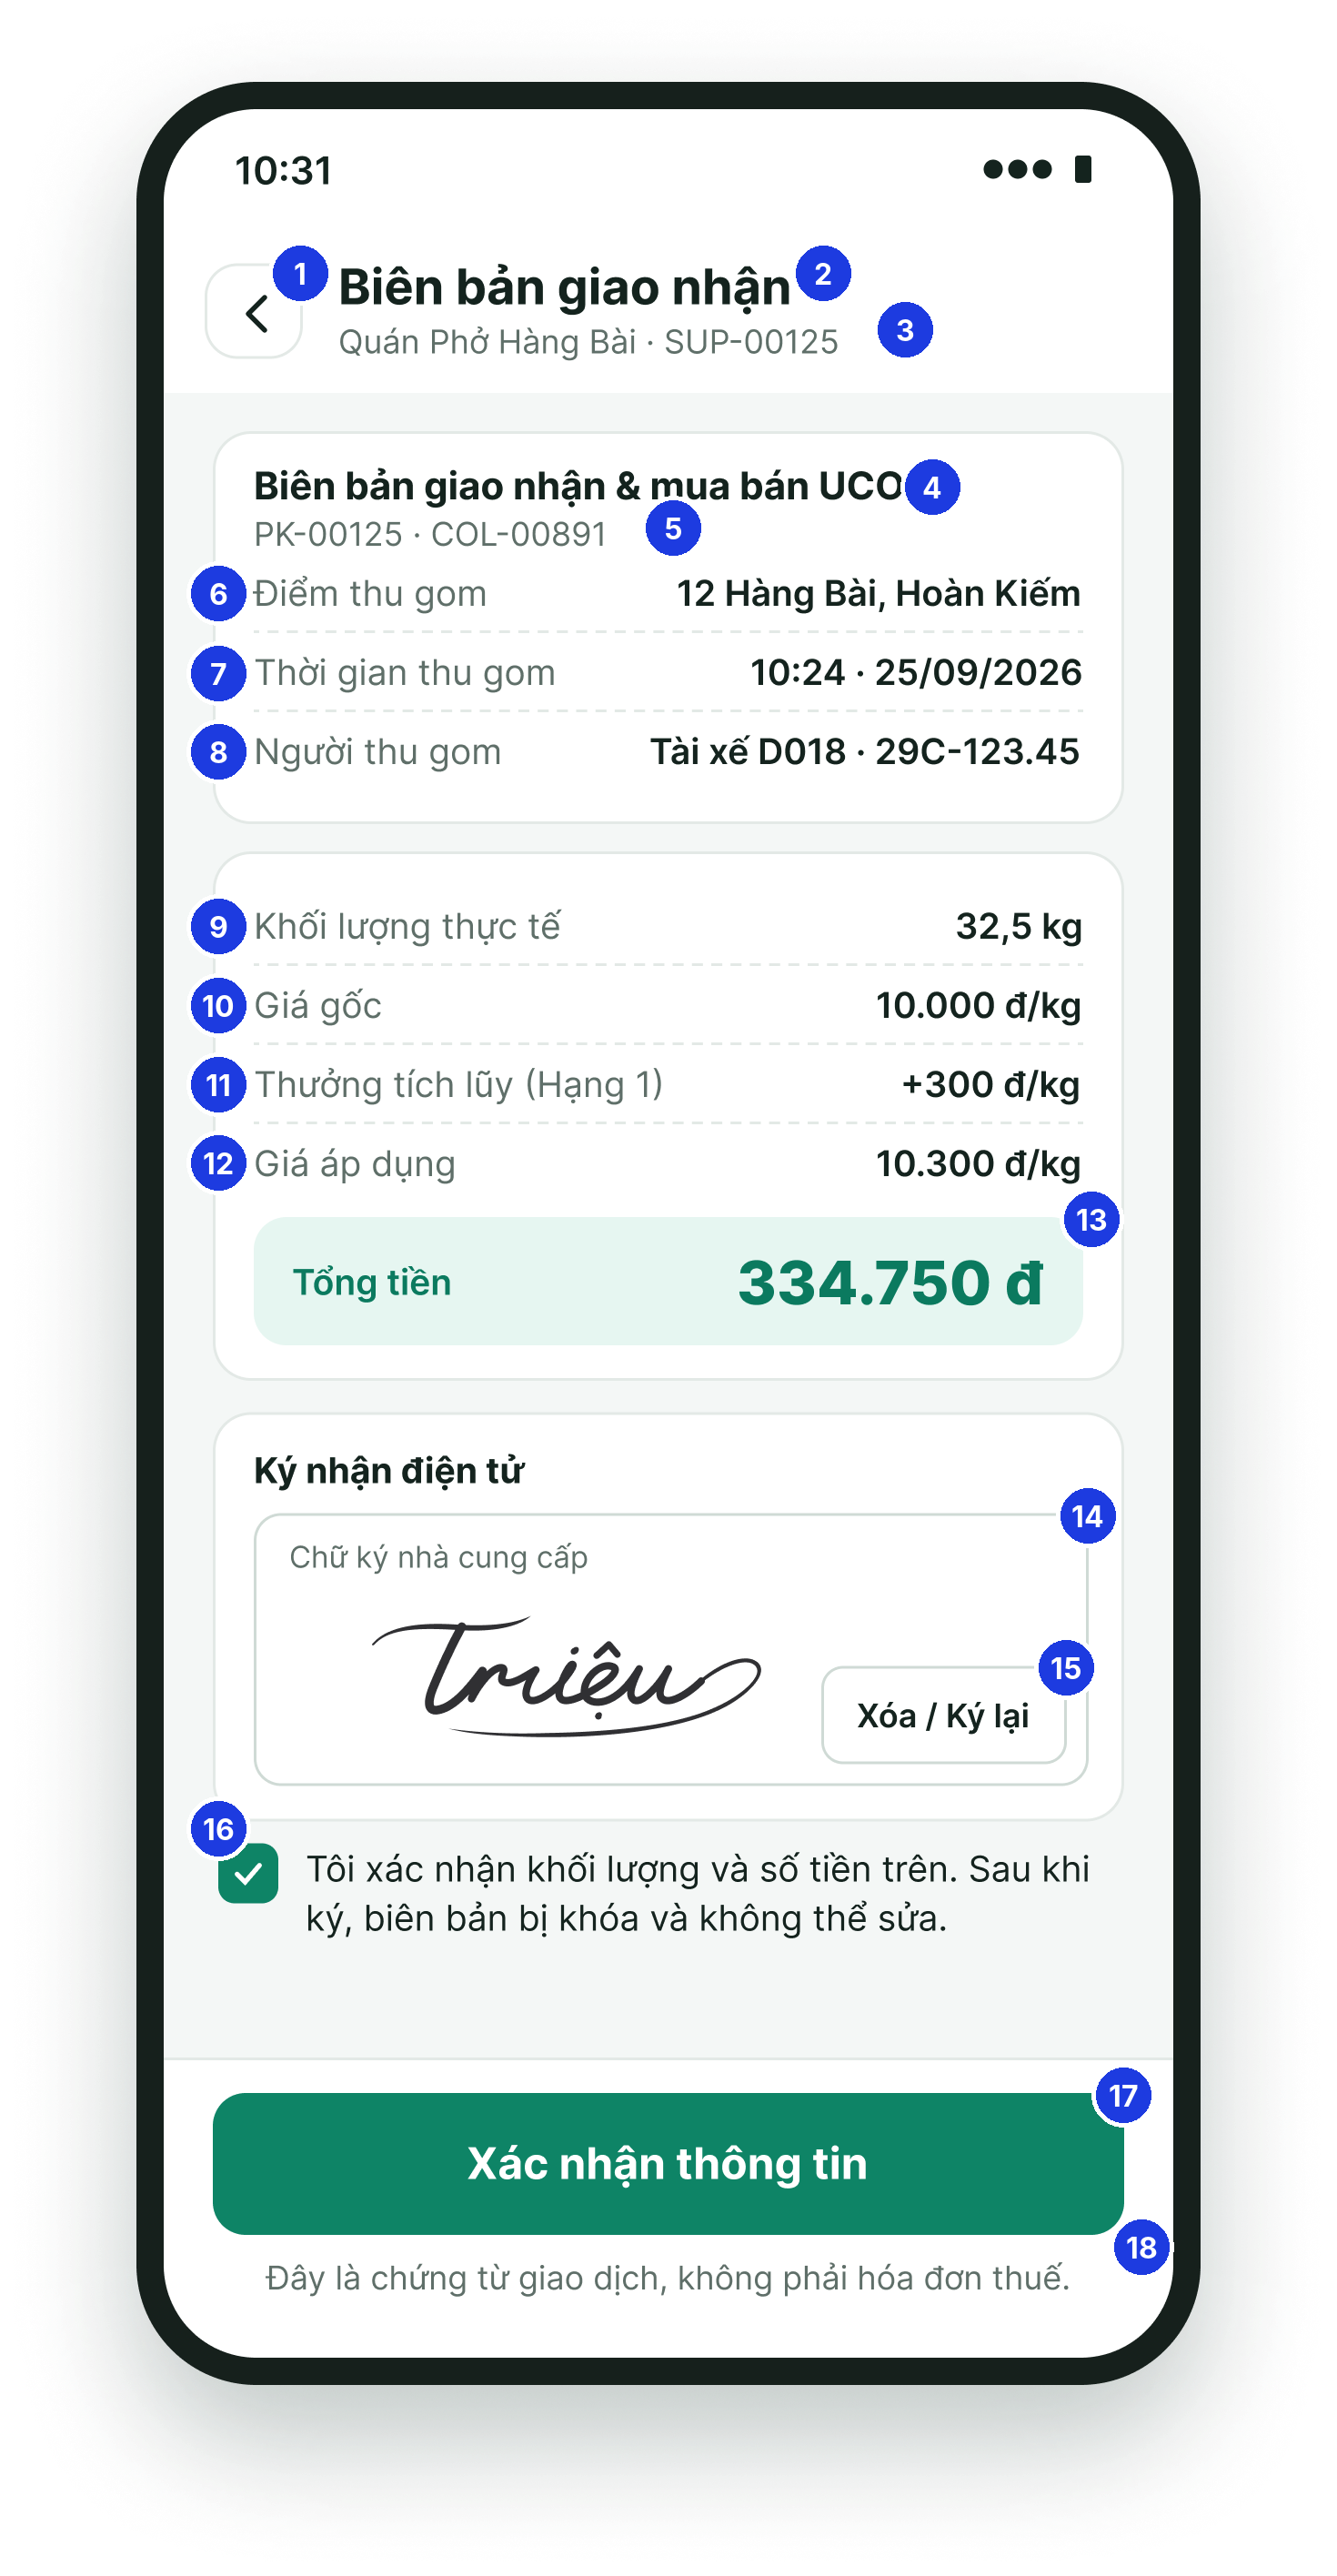 10:31
1
Biên bản giao nhận 2
Quán Phở Hàng Bài · SUP-00125 3
Biên bản giao nhận & mua bán UCO 4
PK-00125 · COL-00891 5
6 Điểm thu gom 12 Hàng Bài, Hoàn Kiếm
7 Thời gian thu gom 10:24 · 25/09/2026
8 Người thu gom Tài xế D018 · 29C-123.45
9 Khối lượng thực tế 32,5 kg
10 Giá gốc 10.000 đ/kg
11 Thưởng tích lũy (Hạng 1) +300 đ/kg
12 Giá áp dụng 10.300 đ/kg
13
Tổng tiền 334.750 đ
Ký nhận điện tử
14
Chữ ký nhà cung cấp
Triệu
15
Xóa / Ký lại
16
Tôi xác nhận khối lượng và số tiền trên. Sau khi
ký, biên bản bị khóa và không thể sửa.
17
Xác nhận thông tin
18
Đây là chứng từ giao dịch, không phải hóa đơn thuế.